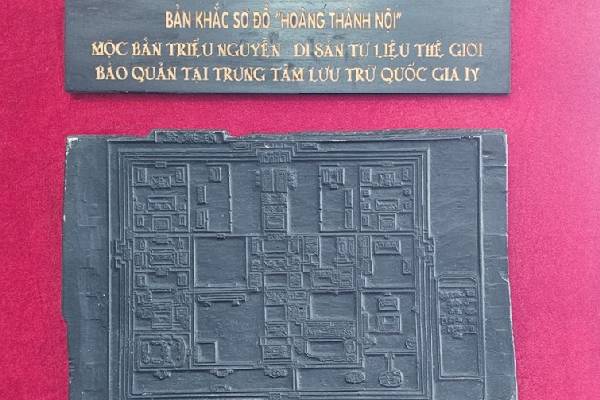 BẢN KHẮC SƠ ĐỒ "HOÀNG THÀNH NỘI"
MỘC BẢN TRIỀU NGUYỄN DI SẢN TƯ LIỆU THẾ GIỚI
BẢO QUẢN TẠI TRUNG TÂM LƯU TRỮ QUỐC GIA IV